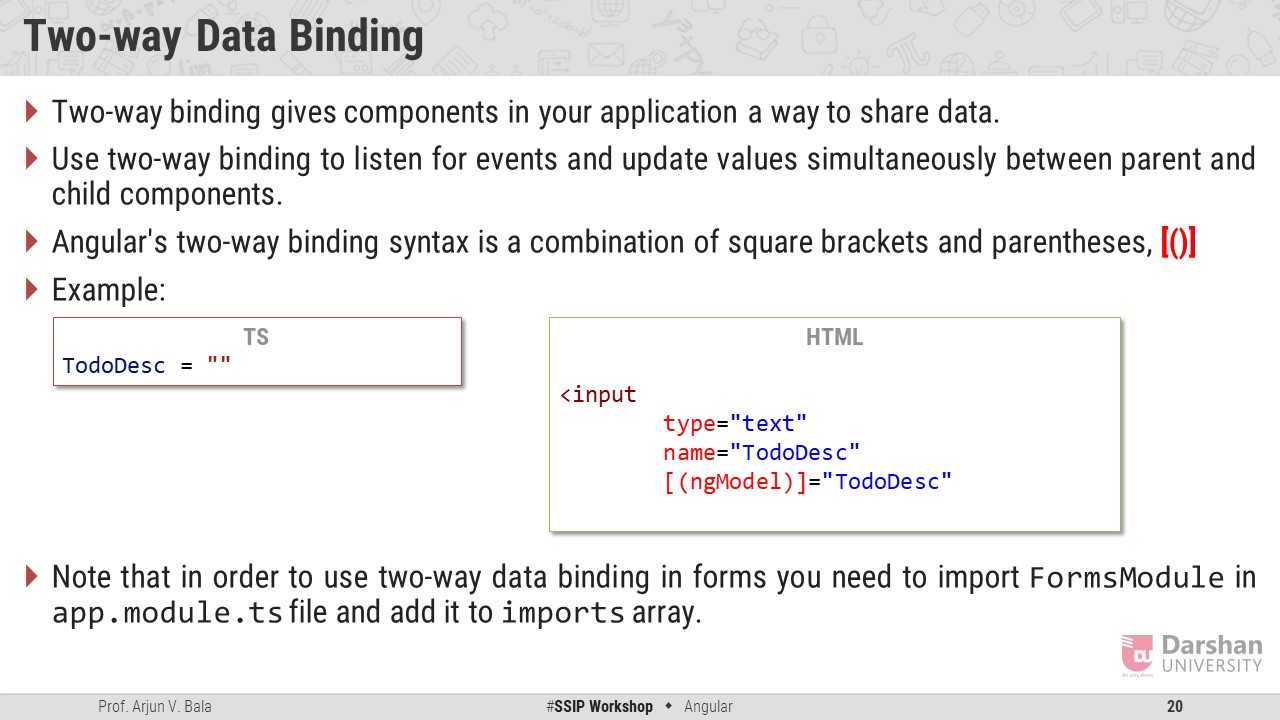 Two-way Data Binding
Two-way binding gives components in your application a way to share data.
Use two-way binding to listen for events and update values simultaneously between parent and
child components.
Angular's two-way binding syntax is a combination of square brackets and parentheses, [()]
Example:
TS
TodoDesc = ""
HTML
<input
type="text"
name="TodoDesc"
[(ngModel)]="TodoDesc"
Note that in order to use two-way data binding in forms you need to import FormsModule in
app.module.ts file and add it to imports array.
DU
Darshan
UNIVERSITY
Prof. Arjun V. Bala
#SSIP Workshop ◆ Angular
20